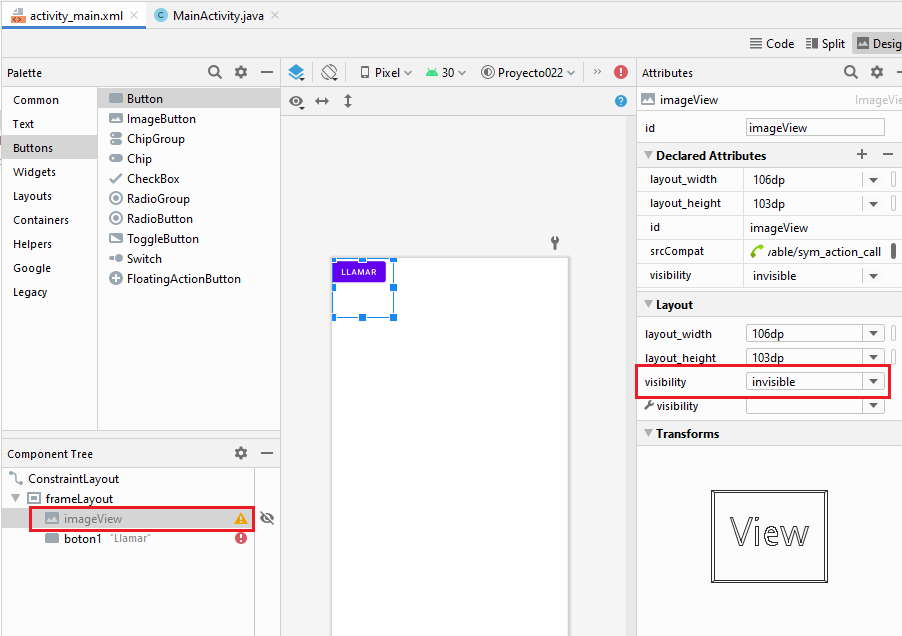 activity_main.xml MainActivity.java
Code Split Desig
Palette
Pixel 30 Proyecto022 »
Attributes
Common
Text
Buttons
Widgets
Layouts
Containers
Helpers
Google
Legacy
Button
ImageButton
ChipGroup
Chip
CheckBox
RadioGroup
RadioButton
ToggleButton
Switch
FloatingActionButton
LLAMAR
Component Tree
ConstraintLayout
frameLayout
imageView
boton1 "Llamar"
imageView ImageVie
id imageView
Declared Attributes
layout_width 106dp
layout_height 103dp
id imageView
srcCompat vable/sym_action_call
visibility invisible
Layout
layout_width 106dp
layout_height 103dp
visibility invisible
visibility
Transforms
View